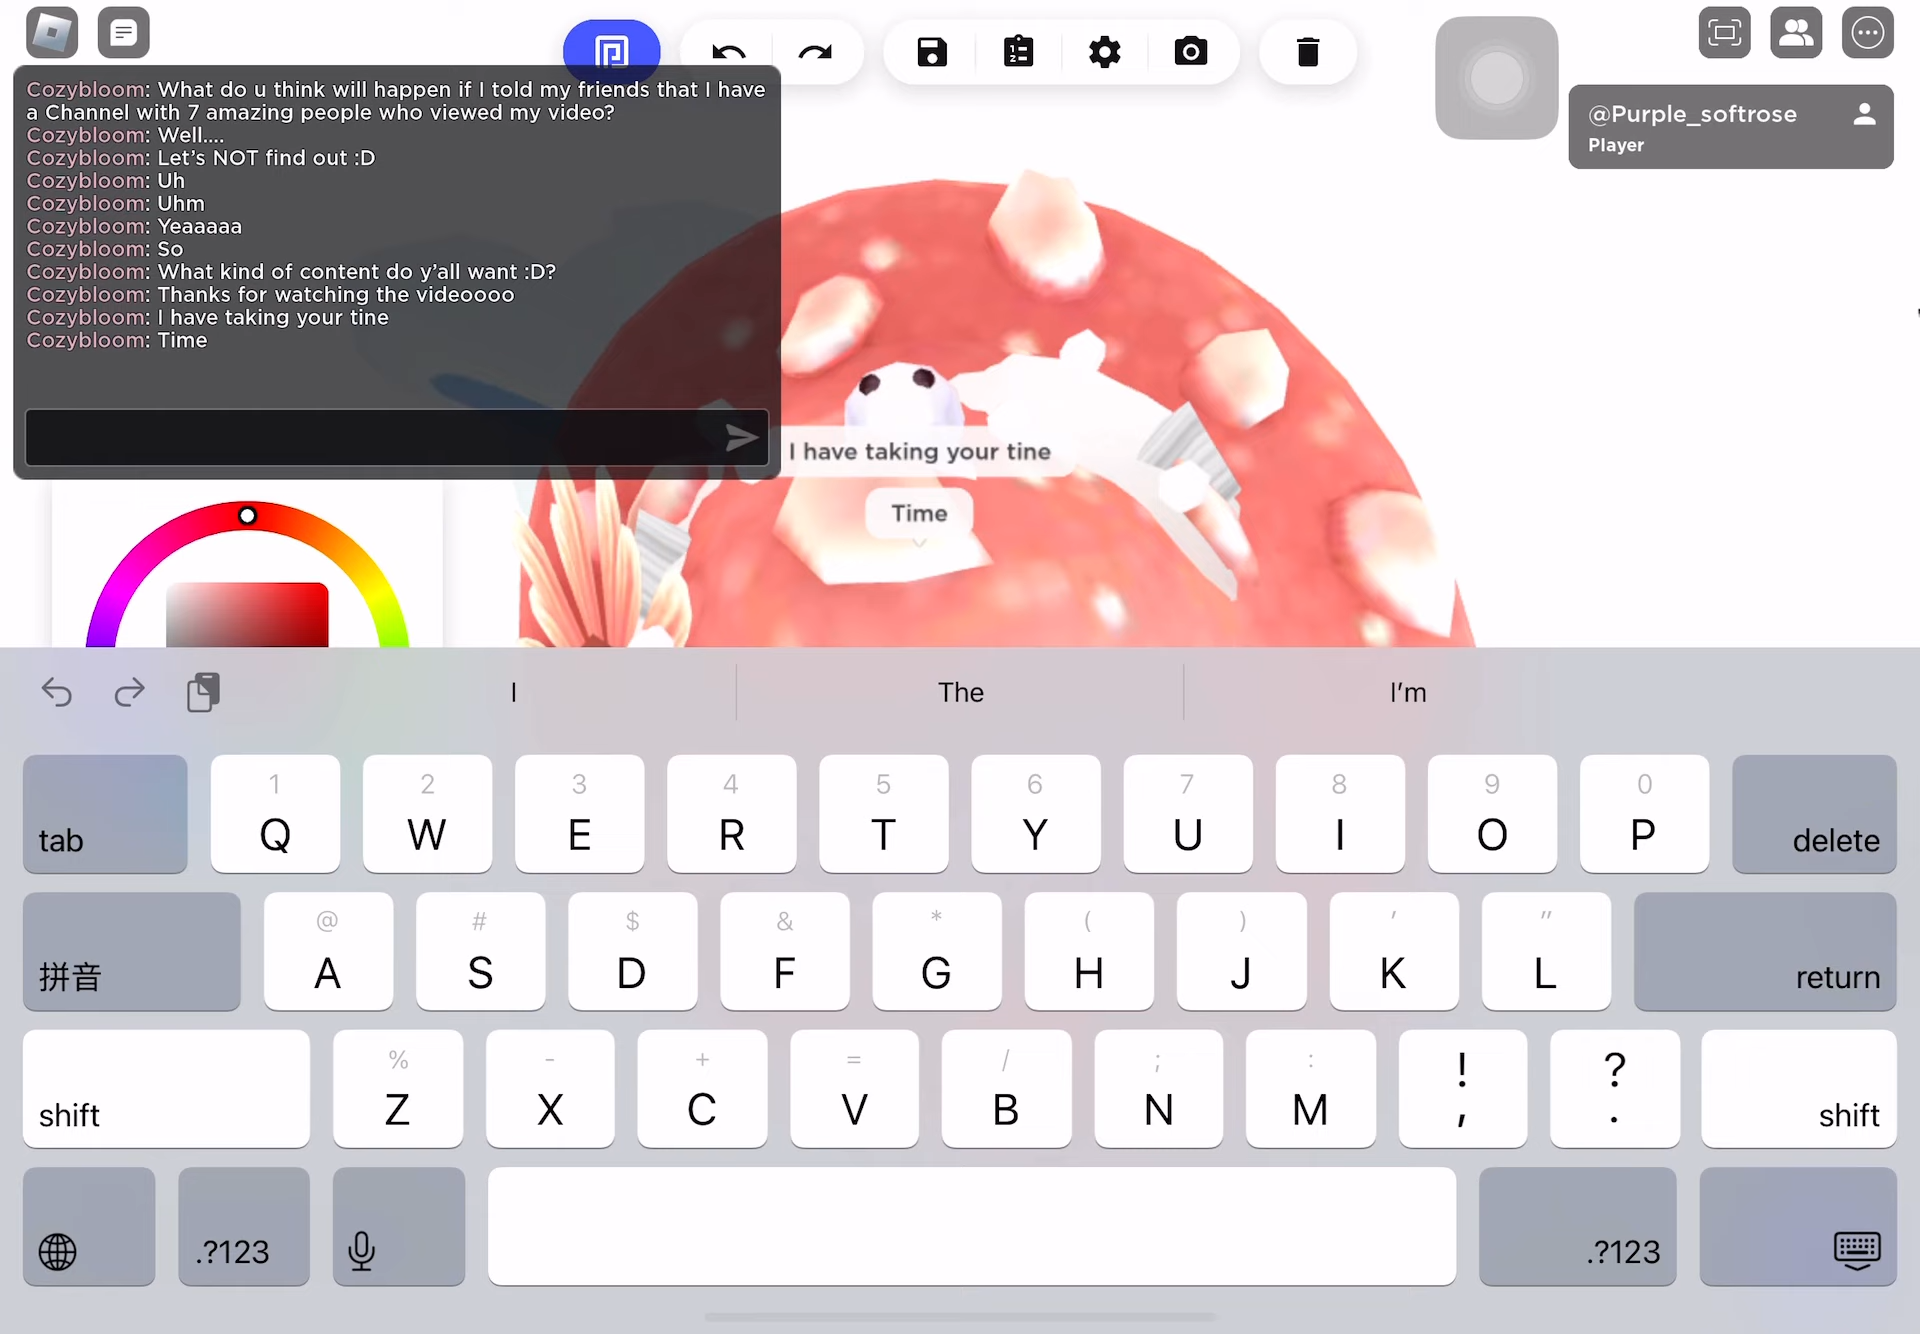 Cozybloom: What do u think will happen if I told my friends that I have
a Channel with 7 amazing people who viewed my video?
Cozybloom: Well....
Cozybloom: Let’s NOT find out :D
Cozybloom: Uh
Cozybloom: Uhm
Cozybloom: Yeaaaaa
Cozybloom: So
Cozybloom: What kind of content do y’all want :D?
Cozybloom: Thanks for watching the videoooo
Cozybloom: I have taking your tine
Cozybloom: Time
@Purple_softrose
Player
I have taking your tine
Time
I The I’m
tab 1 Q 2 W 3 E 4 R 5 T 6 Y 7 U 8 I 9 O 0 P delete
拼音 @ A # S $ D & F * G ( H ) J ' K " L return
shift % Z - X + C = V / B ; N : M ! , ? . shift
.?123 .?123